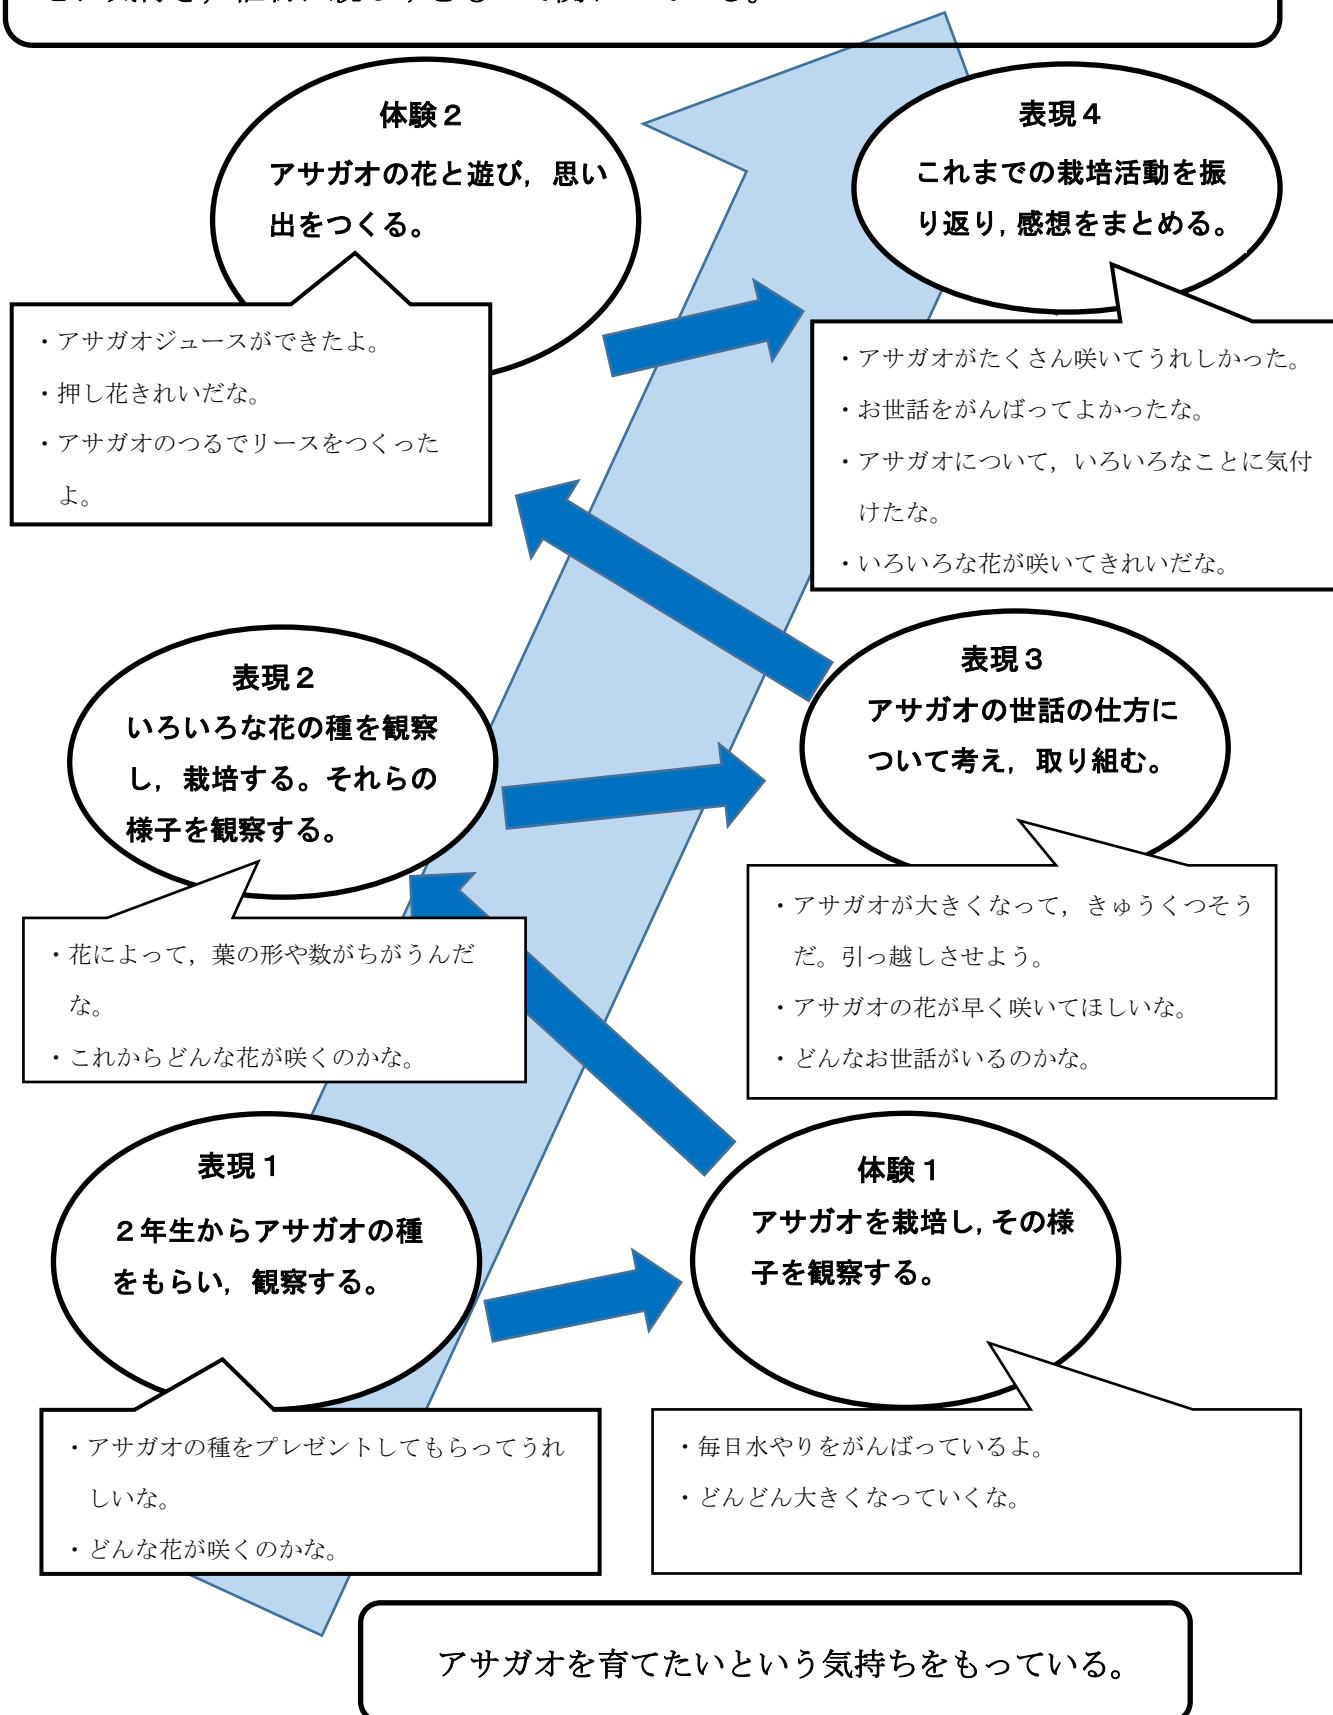 体験２
アサガオの花と遊び，思い
出をつくる。
・アサガオジュースができたよ。
・押し花きれいだな。
・アサガオのつるでリースをつくった
よ。
表現４
これまでの栽培活動を振
り返り，感想をまとめる。
・アサガオがたくさん咲いてうれしかった。
・お世話をがんばってよかったな。
・アサガオについて，いろいろなことに気付
けたな。
・いろいろな花が咲いてきれいだな。
表現２
いろいろな花の種を観察
し，栽培する。それらの
様子を観察する。
・花によって，葉の形や数がちがうんだ
な。
・これからどんな花が咲くのかな。
表現３
アサガオの世話の仕方に
ついて考え，取り組む。
・アサガオが大きくなって，きゅうくつそう
だ。引っ越しさせよう。
・アサガオの花が早く咲いてほしいな。
・どんなお世話がいるのかな。
表現１
２年生からアサガオの種
をもらい，観察する。
・アサガオの種をプレゼントしてもらってうれ
しいな。
・どんな花が咲くのかな。
体験１
アサガオを栽培し，その様
子を観察する。
・毎日水やりをがんばっているよ。
・どんどん大きくなっていくな。
アサガオを育てたいという気持ちをもっている。